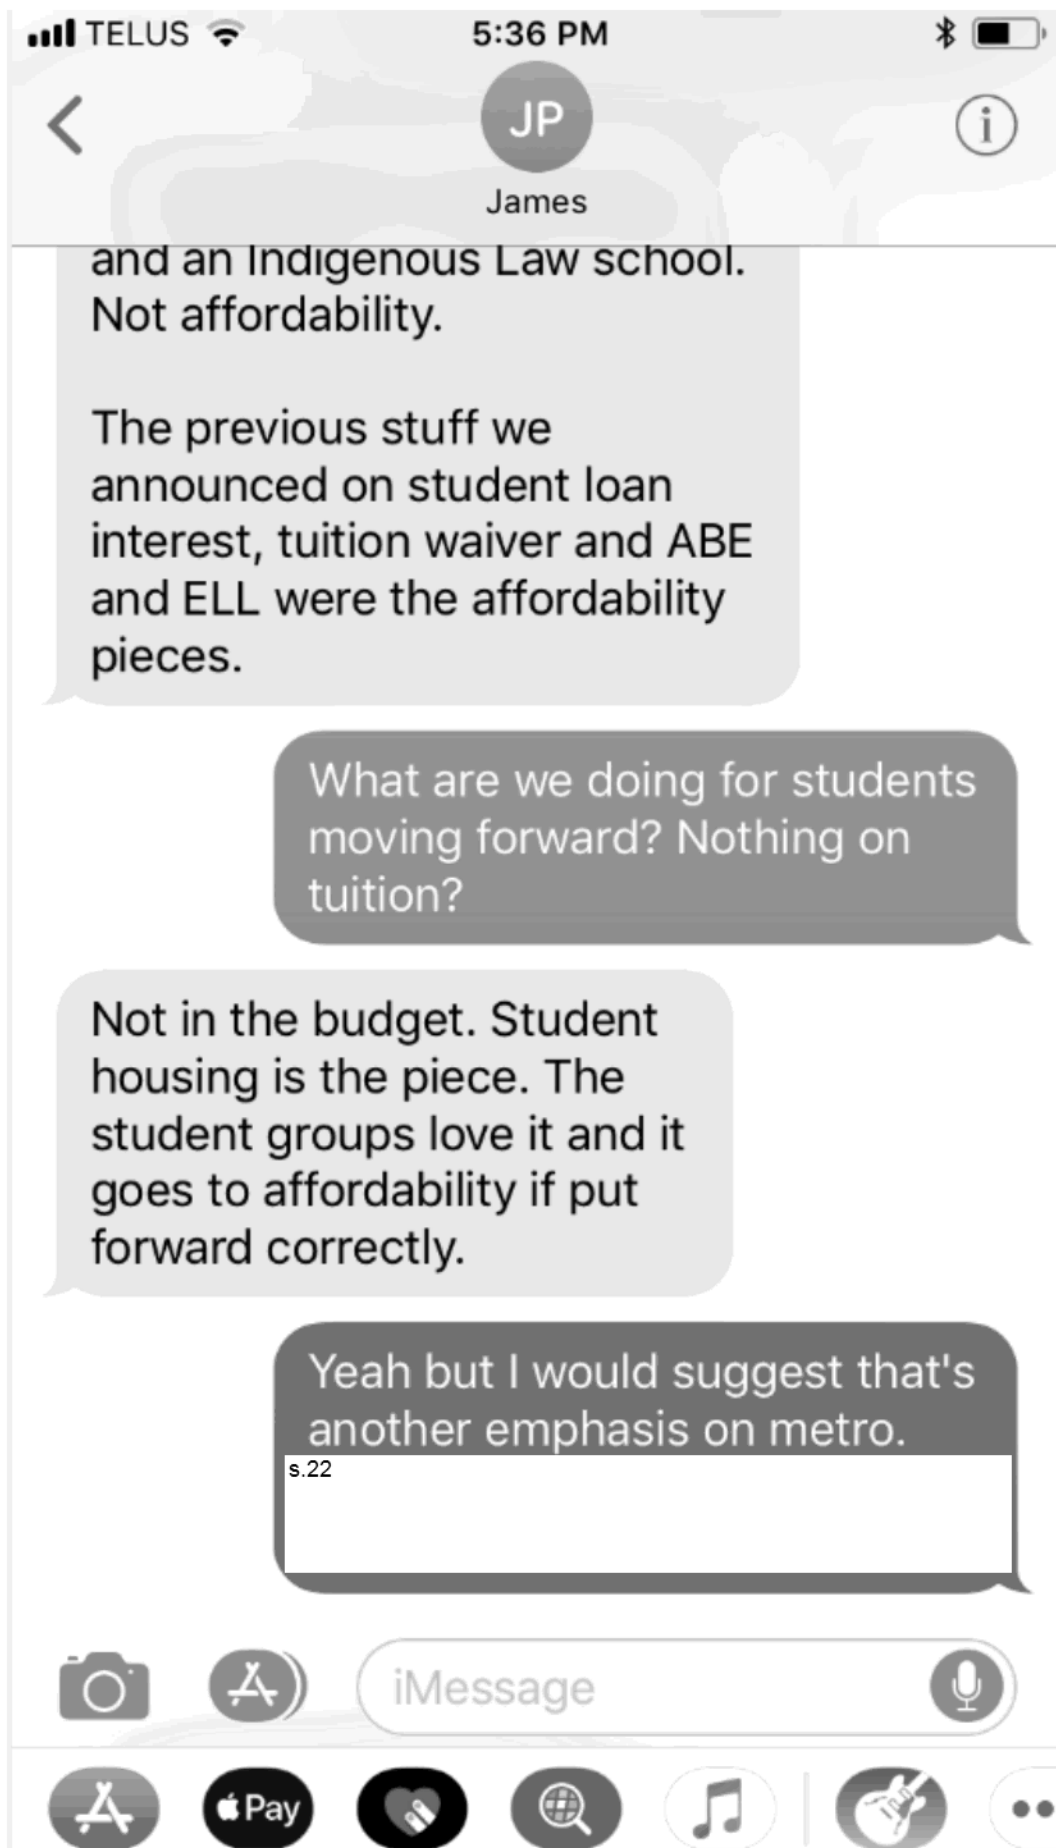 TELUS 5:36 PM
JP
James
and an Indigenous Law school.
Not affordability.
The previous stuff we
announced on student loan
interest, tuition waiver and ABE
and ELL were the affordability
pieces.
What are we doing for students
moving forward? Nothing on
tuition?
Not in the budget. Student
housing is the piece. The
student groups love it and it
goes to affordability if put
forward correctly.
Yeah but I would suggest that's
another emphasis on metro.
s.22
iMessage
Pay